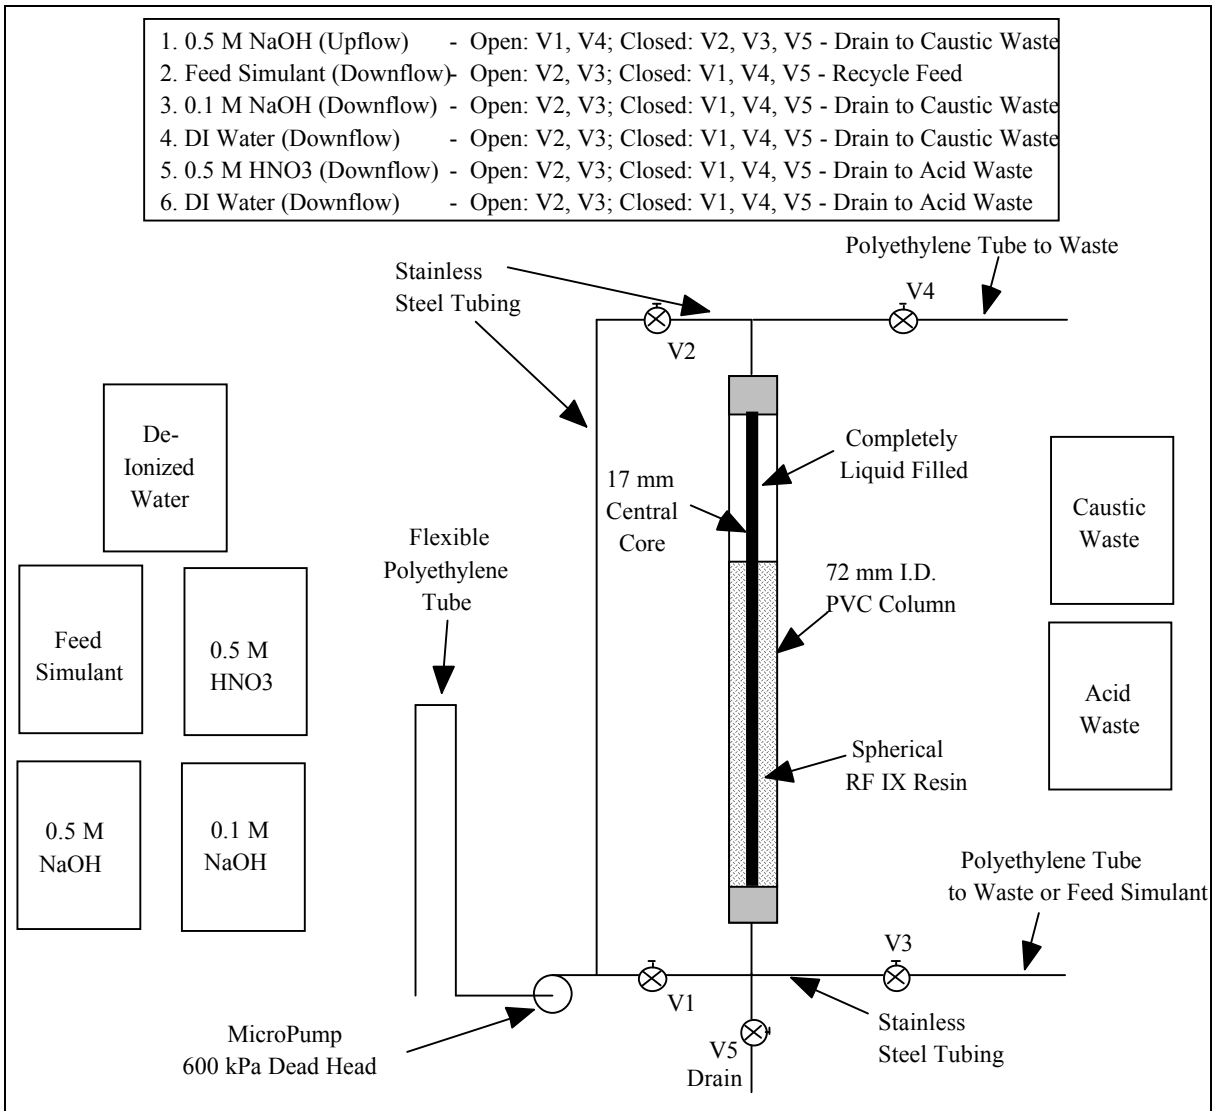 1. 0.5 M NaOH (Upflow) - Open: V1, V4; Closed: V2, V3, V5 - Drain to Caustic Waste
2. Feed Simulant (Downflow)- Open: V2, V3; Closed: V1, V4, V5 - Recycle Feed
3. 0.1 M NaOH (Downflow) - Open: V2, V3; Closed: V1, V4, V5 - Drain to Caustic Waste
4. DI Water (Downflow) - Open: V2, V3; Closed: V1, V4, V5 - Drain to Caustic Waste
5. 0.5 M HNO3 (Downflow) - Open: V2, V3; Closed: V1, V4, V5 - Drain to Acid Waste
6. DI Water (Downflow) - Open: V2, V3; Closed: V1, V4, V5 - Drain to Acid Waste
Polyethylene Tube to Waste
Stainless
Steel Tubing
V4
V2
De-
Ionized
Water
Completely
Liquid Filled
17 mm
Central
Core
Caustic
Waste
Flexible
Polyethylene
Tube
72 mm I.D.
PVC Column
Feed
Simulant
0.5 M
HNO3
Acid
Waste
Spherical
RF IX Resin
0.5 M
NaOH
0.1 M
NaOH
Polyethylene Tube
to Waste or Feed Simulant
V3
V1
MicroPump
600 kPa Dead Head
Stainless
Steel Tubing
V5
Drain